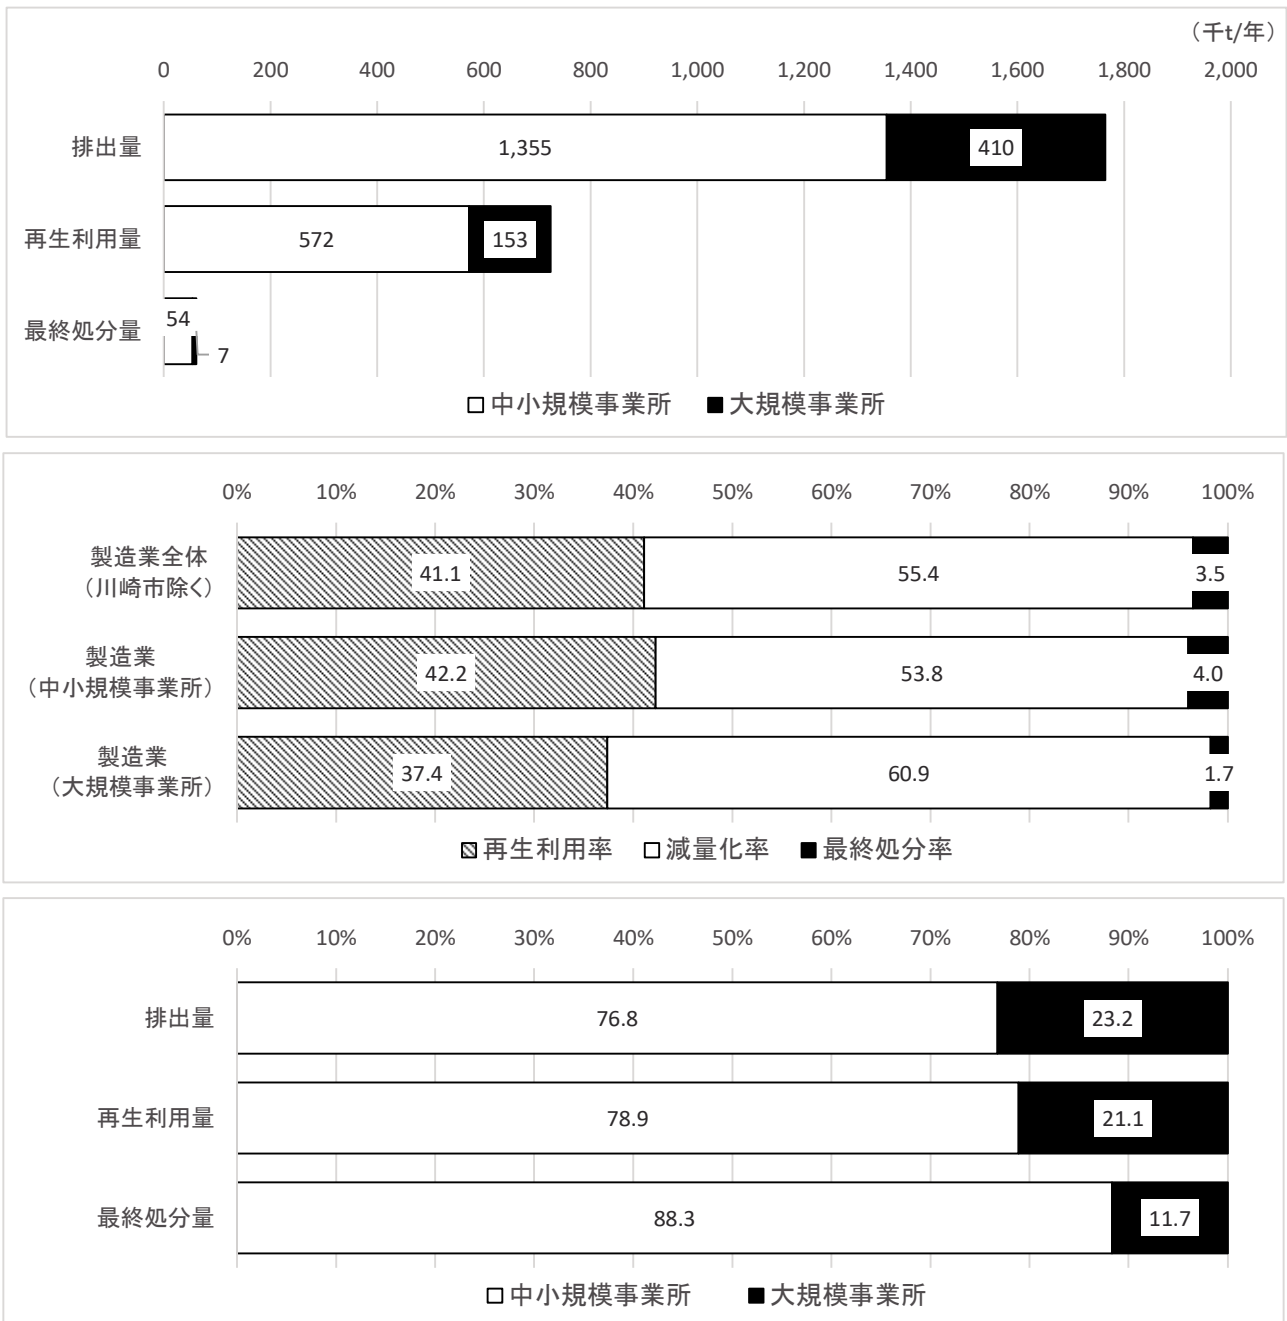 （千t/年）
0 200 400 600 800 1,000 1,200 1,400 1,600 1,800 2,000
排出量 1,355 410
再生利用量 572 153
最終処分量 54 7
□中小規模事業所 ■大規模事業所
0% 10% 20% 30% 40% 50% 60% 70% 80% 90% 100%
製造業全体
（川崎市除く） 41.1 55.4 3.5
製造業
（中小規模事業所） 42.2 53.8 4.0
製造業
（大規模事業所） 37.4 60.9 1.7
再生利用率 減量化率 最終処分率
0% 10% 20% 30% 40% 50% 60% 70% 80% 90% 100%
排出量 76.8 23.2
再生利用量 78.9 21.1
最終処分量 88.3 11.7
□中小規模事業所 ■大規模事業所